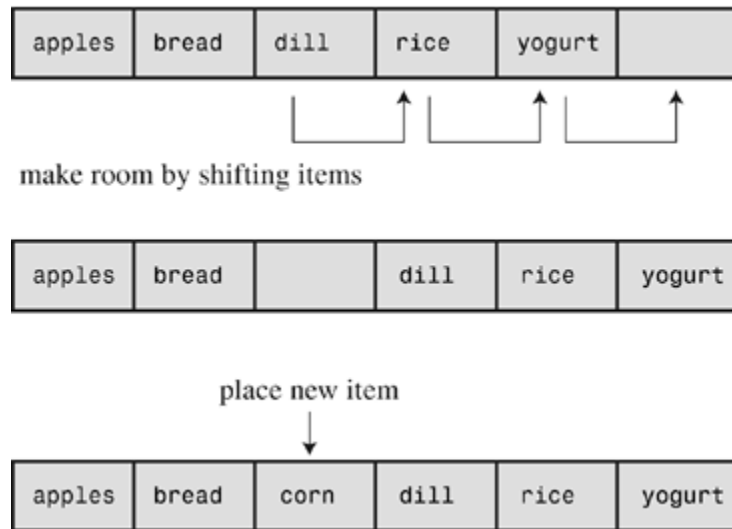 apples bread dill rice yogurt
make room by shifting items
apples bread dill rice yogurt
place new item
apples bread corn dill rice yogurt